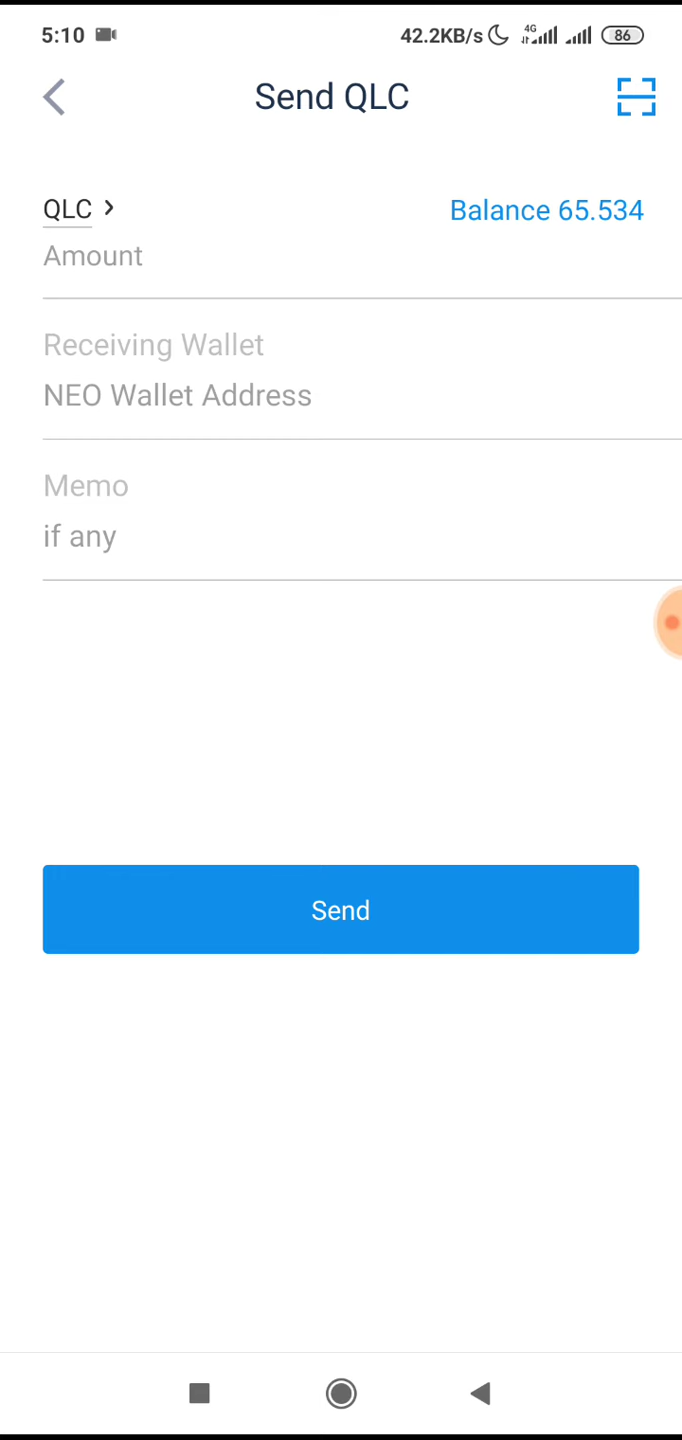 5:10 42.2KB/s 4G 86
Send QLC
QLC Balance 65.534
Amount
Receiving Wallet
NEO Wallet Address
Memo
if any
Send